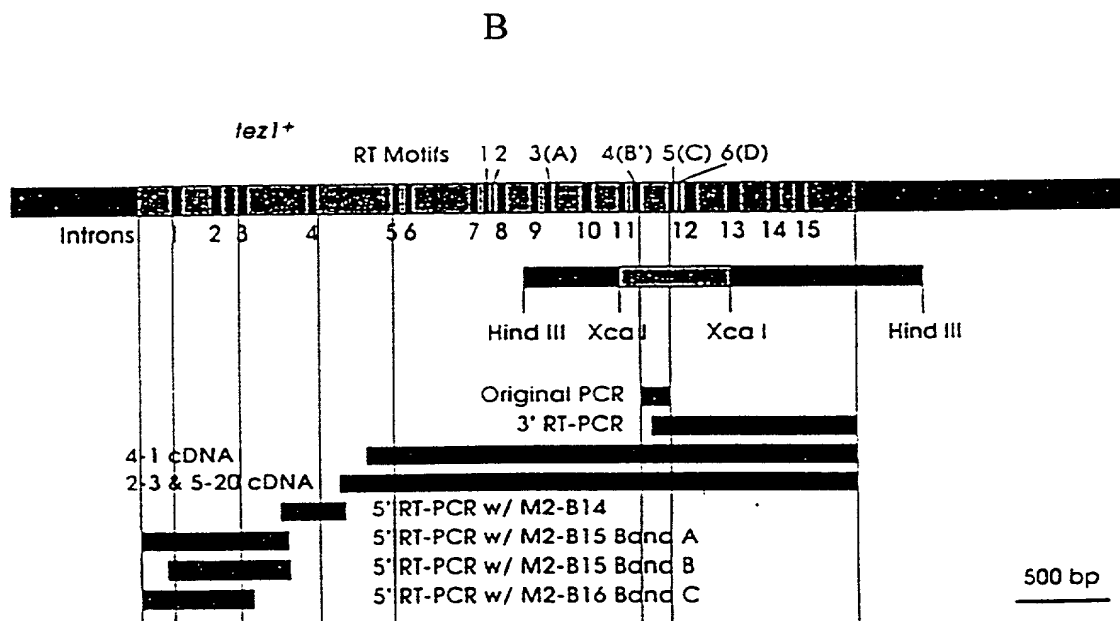 B
tez1+
RT Motifs 1 2 3(A) 4(B') 5(C) 6(D)
Introns 1 2 3 4 5 6 7 8 9 10 11 12 13 14 15
Hind III Xca I Xca I Hind III
Original PCR
3' RT-PCR
4-1 cDNA
2-3 & 5-20 cDNA
5' RT-PCR w/ M2-B14
5' RT-PCR w/ M2-B15 Band A
5' RT-PCR w/ M2-B15 Band B
5' RT-PCR w/ M2-B16 Band C
500 bp